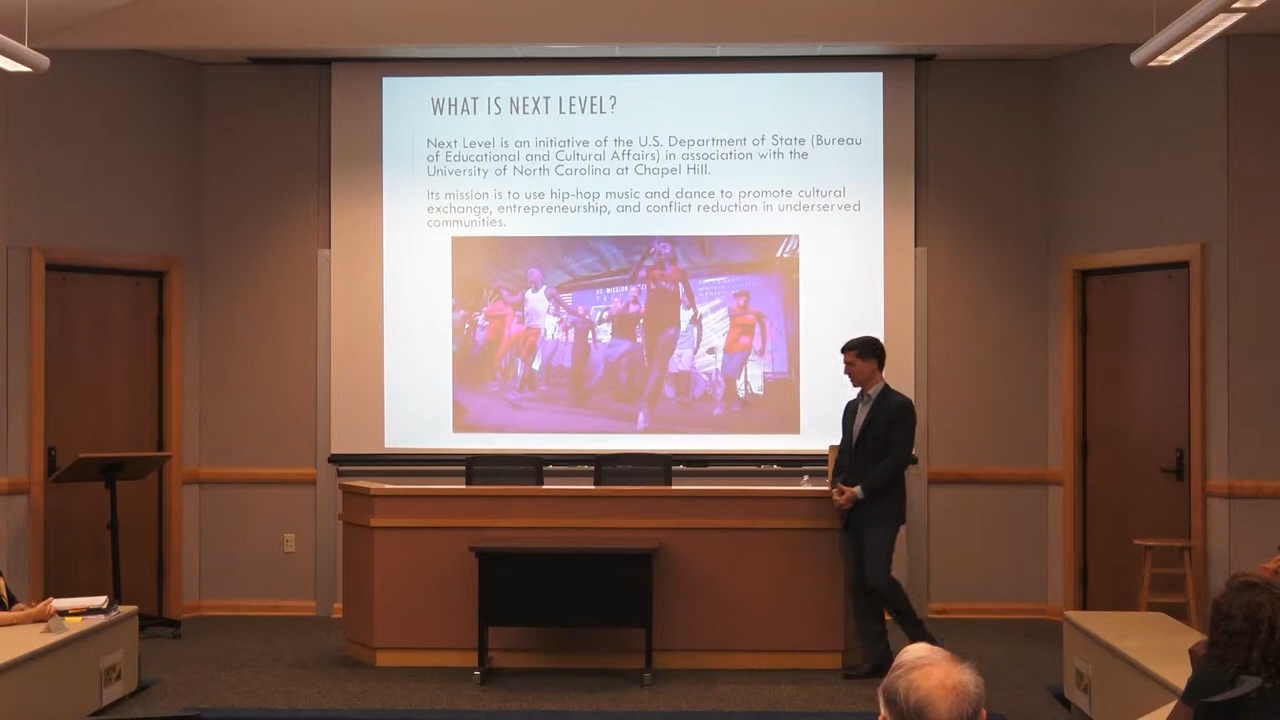 WHAT IS NEXT LEVEL?
Next Level is an initiative of the U.S. Department of State (Bureau
of Educational and Cultural Affairs) in association with the
University of North Carolina at Chapel Hill.
Its mission is to use hip-hop music and dance to promote cultural
exchange, entrepreneurship, and conflict reduction in underserved
communities.